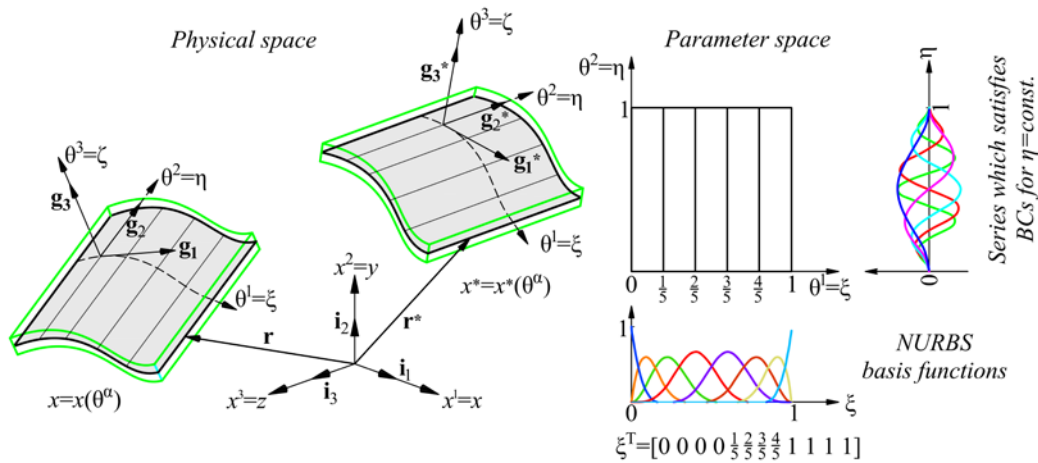 Physical space
Parameter space
θ³=ζ
g₃*
θ²=η
g₂*
g₁*
θ¹=ξ
x*=x*(θᵅ)
r*
θ³=ζ
g₃
θ²=η
g₂
g₁
θ¹=ξ
x=x(θᵅ)
r
x²=y
i₂
i₁
i₃
x³=z
x¹=x
θ²=η
1
0 1/5 2/5 3/5 4/5 1 θ¹=ξ
η
1
0
Series which satisfies
BCs for η=const.
1
0 1 ξ
NURBS
basis functions
ξᵀ=[0 0 0 0 1/5 2/5 3/5 4/5 1 1 1 1]